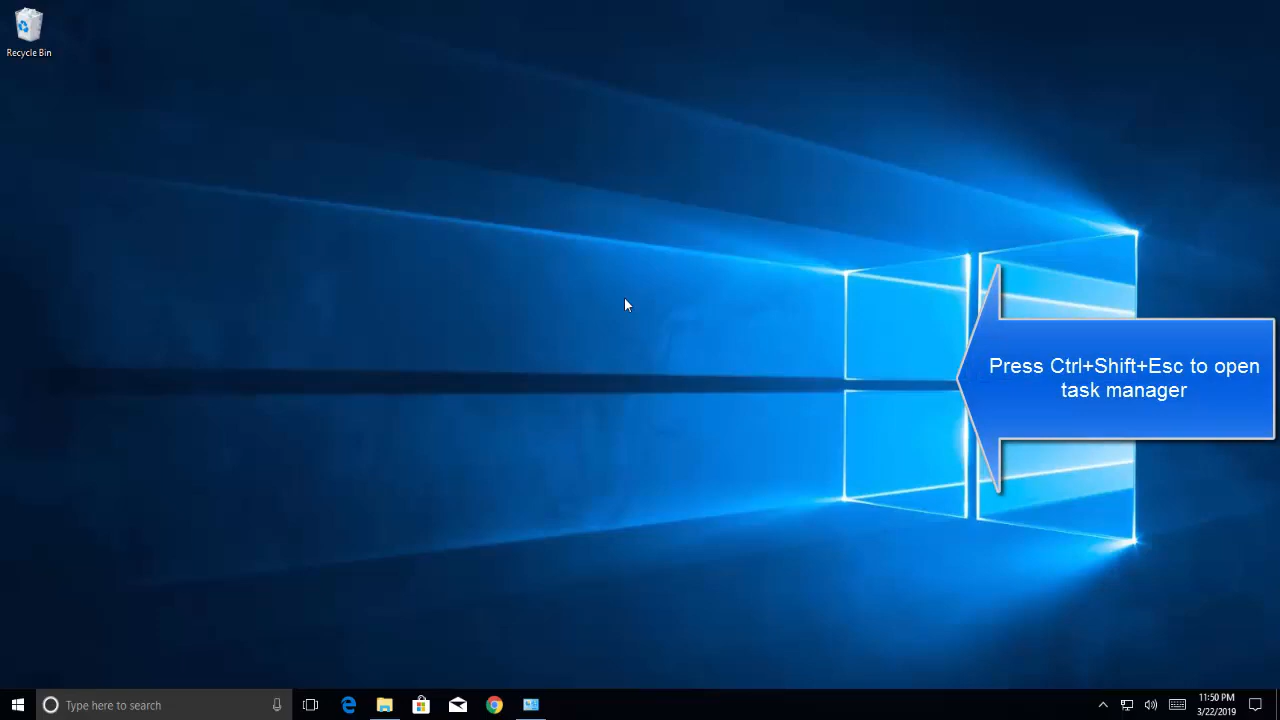 Recycle Bin
Press Ctrl+Shift+Esc to open
task manager
Type here to search
11:50 PM
3/22/2019